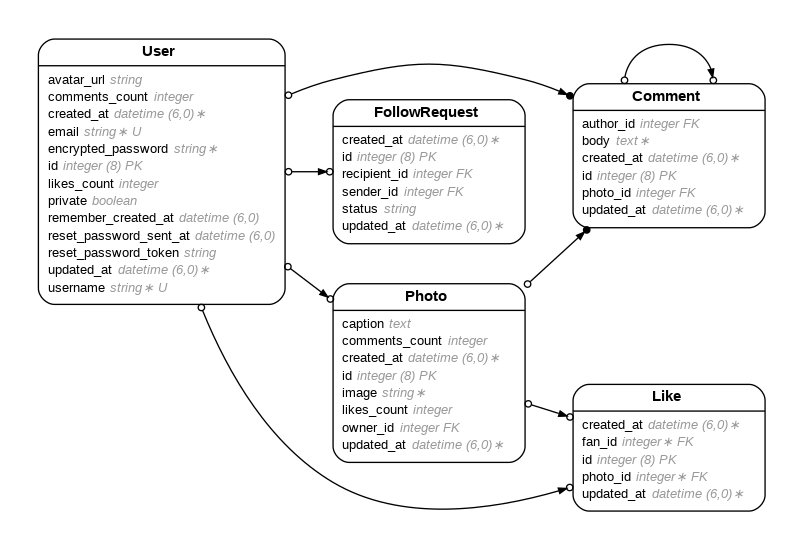 User
avatar_url string
comments_count integer
created_at datetime (6,0)∗
email string∗ U
encrypted_password string∗
id integer (8) PK
likes_count integer
private boolean
remember_created_at datetime (6,0)
reset_password_sent_at datetime (6,0)
reset_password_token string
updated_at datetime (6,0)∗
username string∗ U
FollowRequest
created_at datetime (6,0)∗
id integer (8) PK
recipient_id integer FK
sender_id integer FK
status string
updated_at datetime (6,0)∗
Photo
caption text
comments_count integer
created_at datetime (6,0)∗
id integer (8) PK
image string∗
likes_count integer
owner_id integer FK
updated_at datetime (6,0)∗
Comment
author_id integer FK
body text∗
created_at datetime (6,0)∗
id integer (8) PK
photo_id integer FK
updated_at datetime (6,0)∗
Like
created_at datetime (6,0)∗
fan_id integer∗ FK
id integer (8) PK
photo_id integer∗ FK
updated_at datetime (6,0)∗